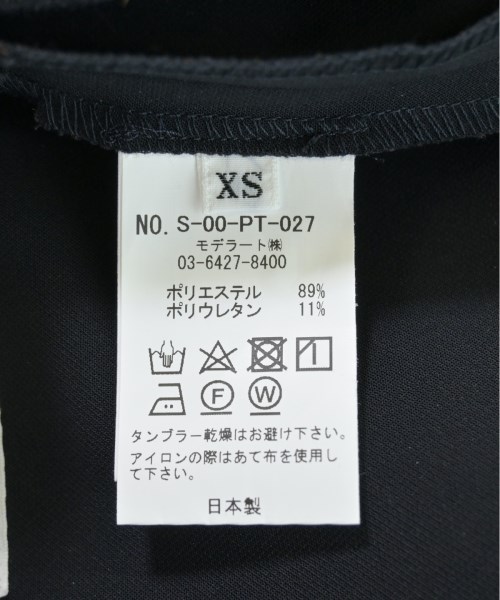 XS
NO. S-00-PT-027
モデラート㈱
03-6427-8400
ポリエステル 89%
ポリウレタン 11%
F W
タンブラー乾燥はお避け下さい。
アイロンの際はあて布を使用し
て下さい。
日本製